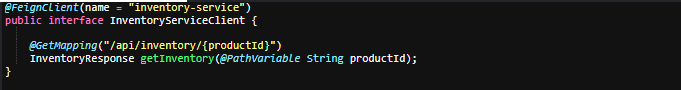 @FeignClient(name = "inventory-service")
public interface InventoryServiceClient {
@GetMapping("/api/inventory/{productId}")
InventoryResponse getInventory(@PathVariable String productId);
}